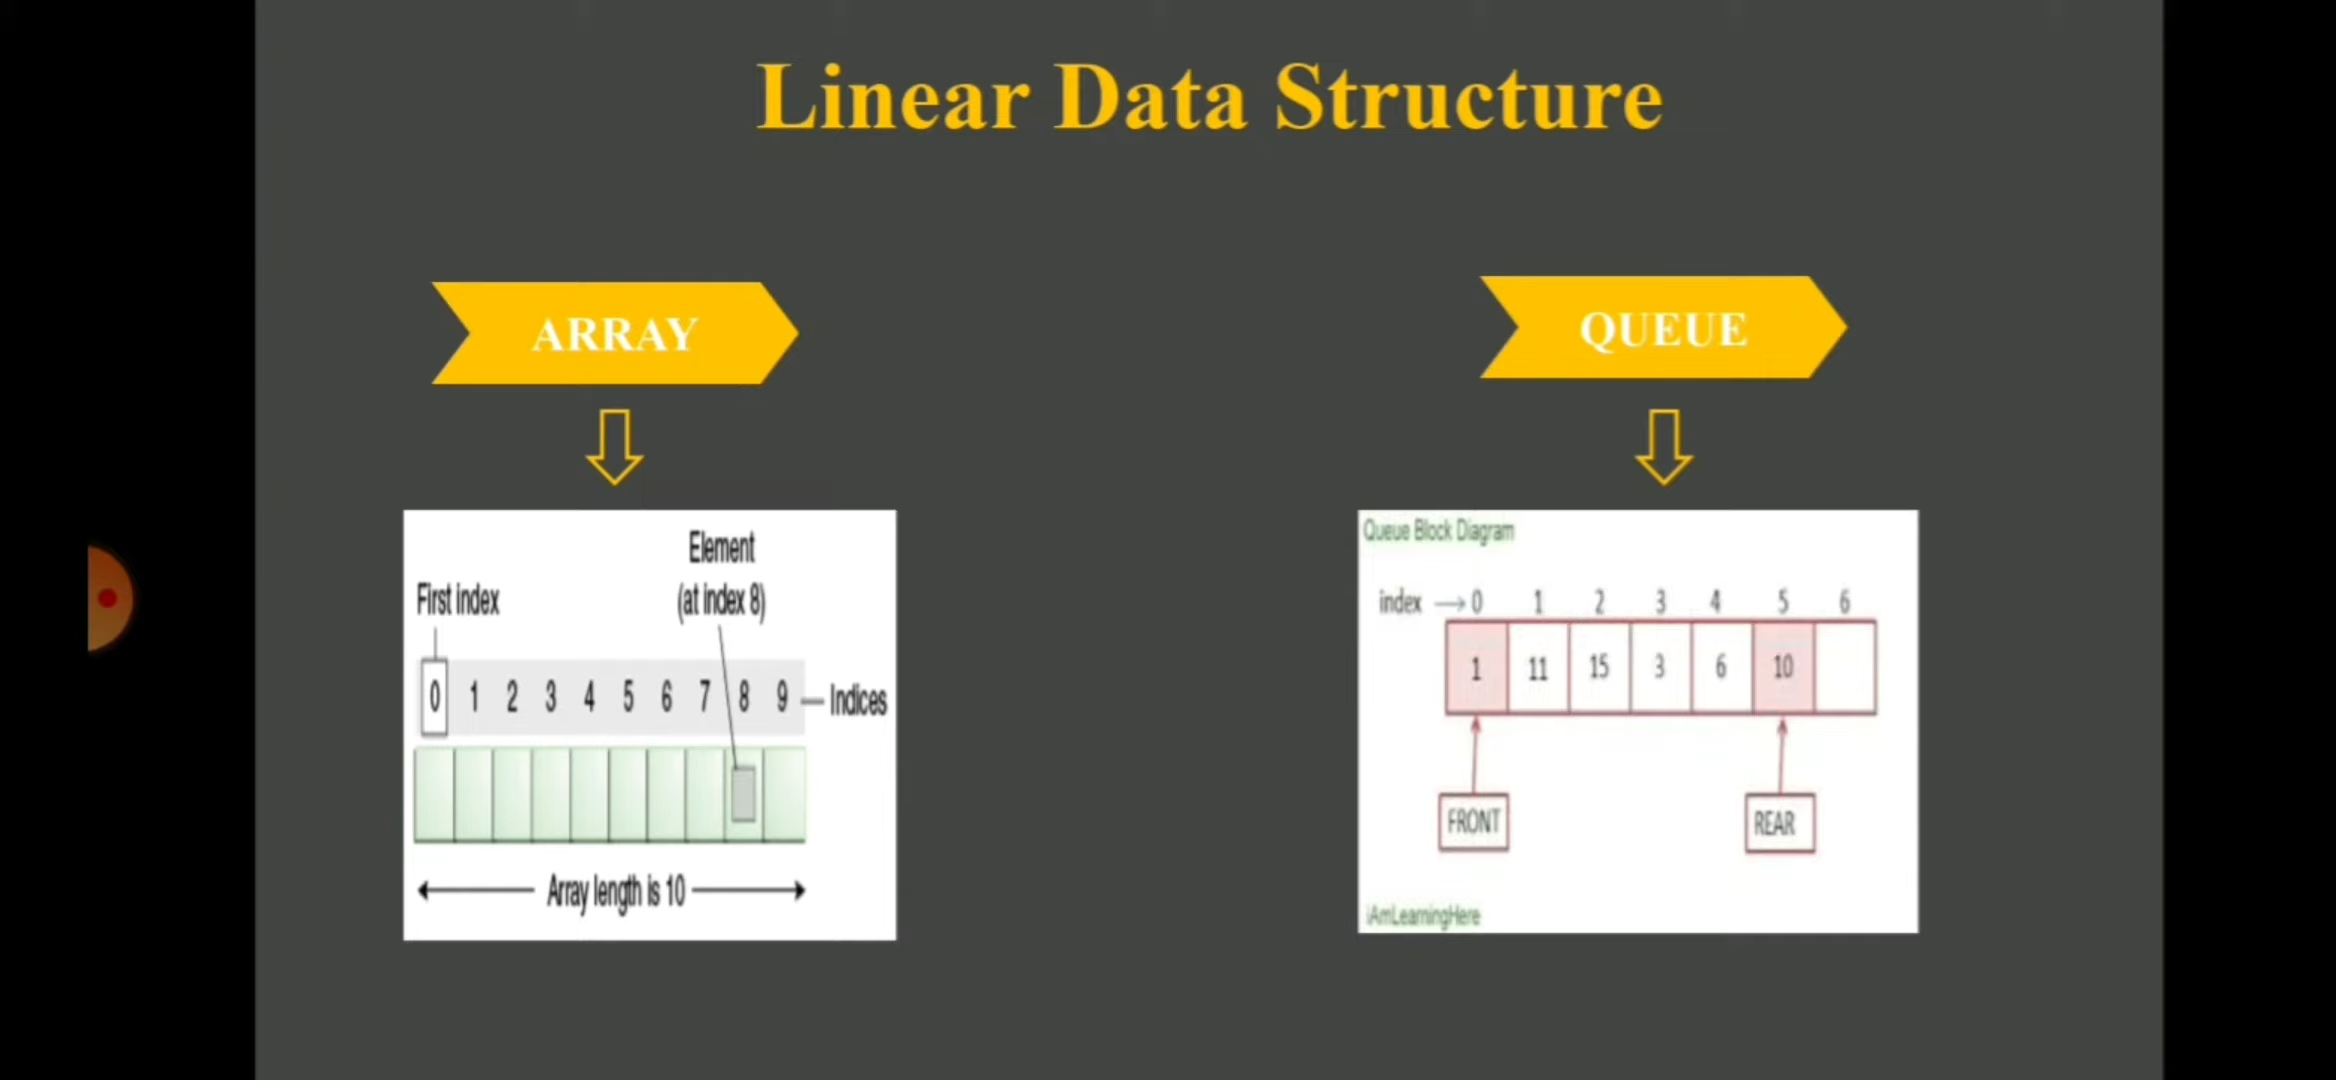 Linear Data Structure
ARRAY
Element
(at index 8)
First index
0 1 2 3 4 5 6 7 8 9 — Indices
Array length is 10
QUEUE
Queue Block Diagram
index → 0 1 2 3 4 5 6
1 11 15 3 6 10
FRONT
REAR
iAmLearningHere